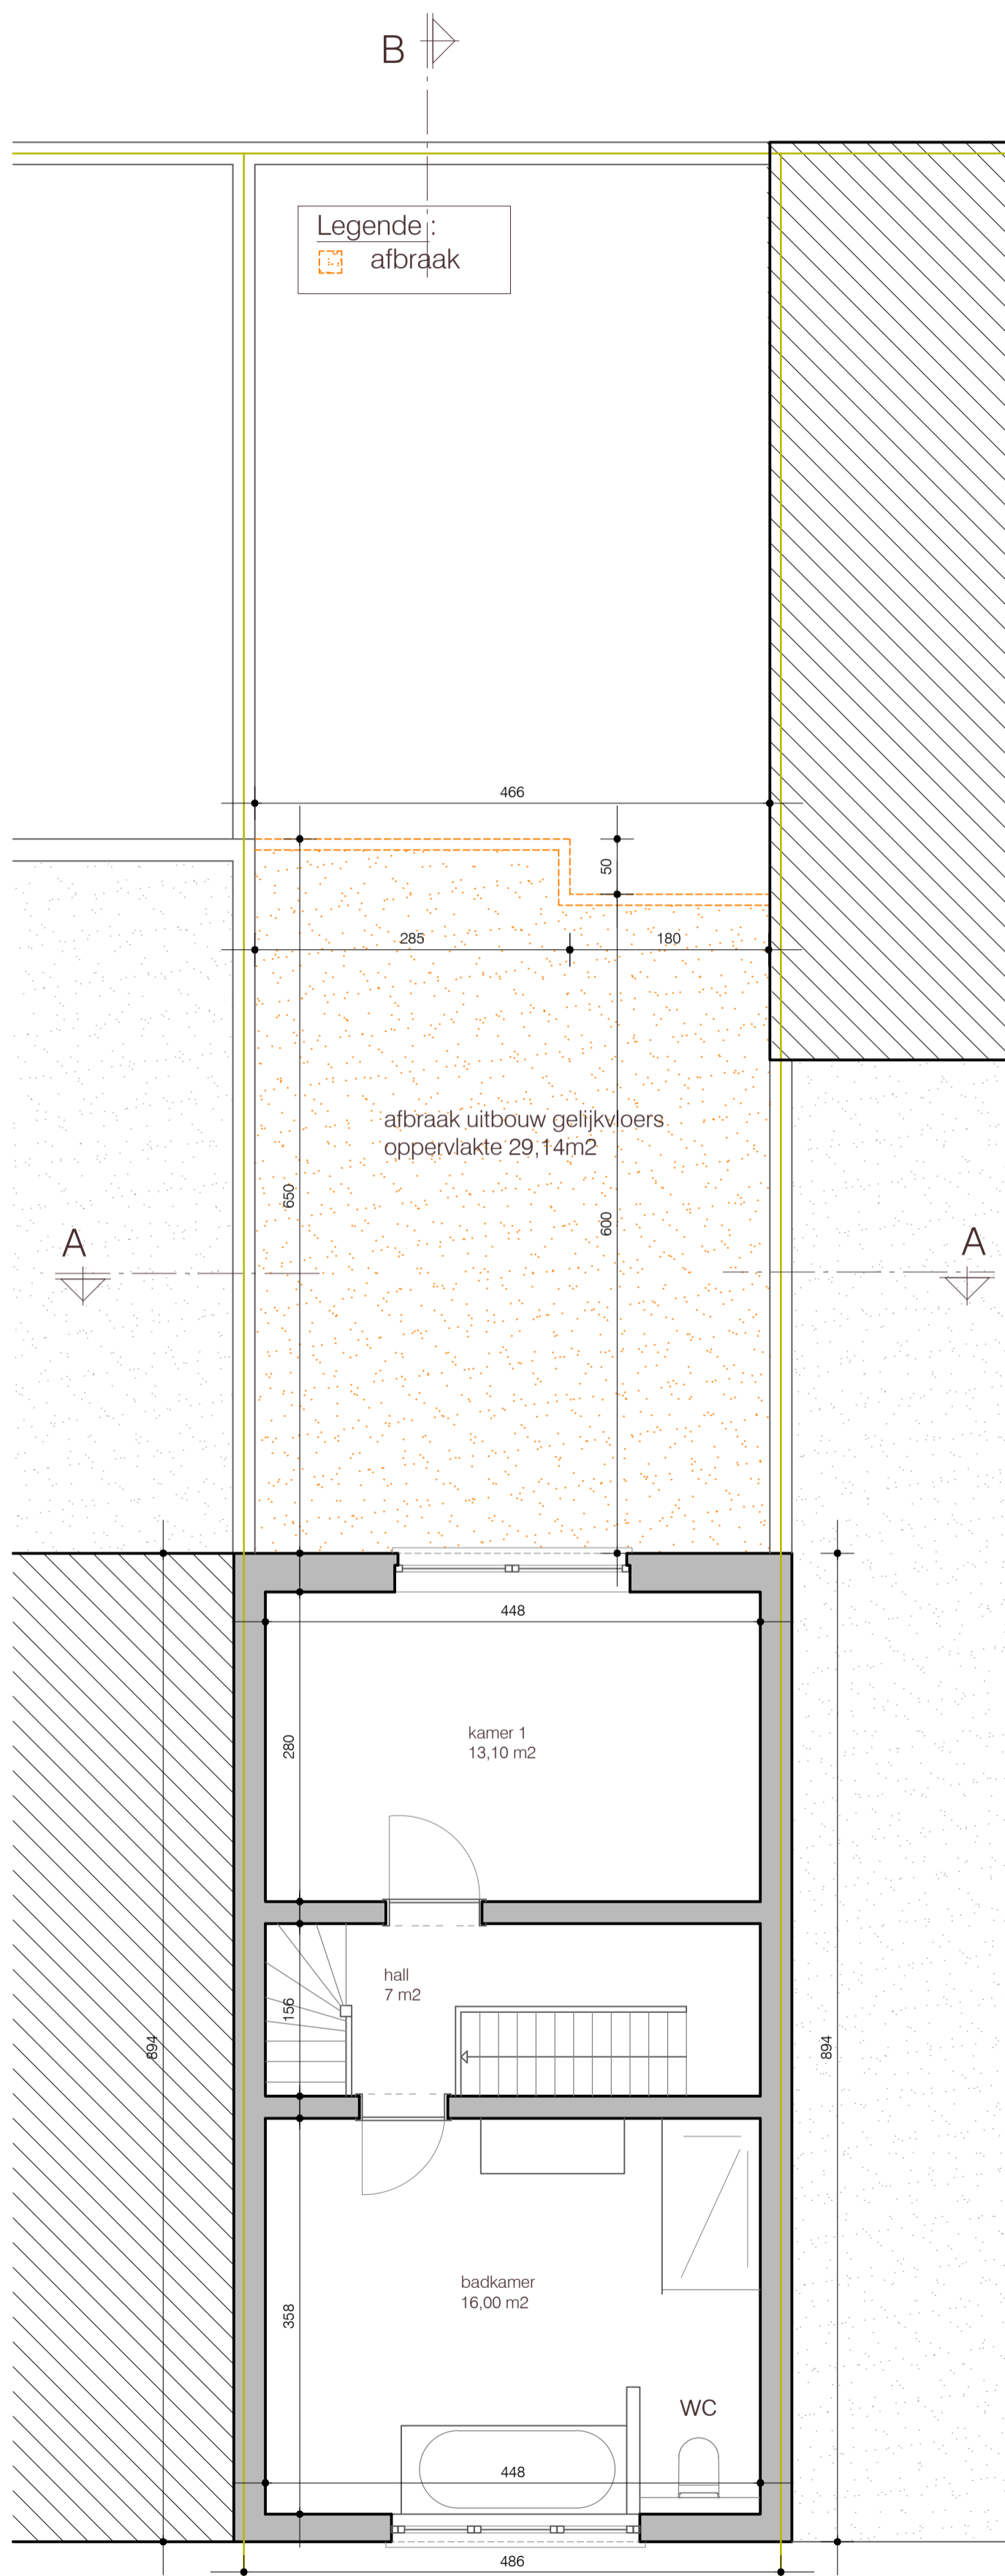 B
Legende :
afbraak
466
50
285
180
afbraak uitbouw gelijkvloers
oppervlakte 29,14m2
650
600
A
A
448
kamer 1
13,10 m2
280
hall
7 m2
156
894
894
badkamer
16,00 m2
358
WC
448
486